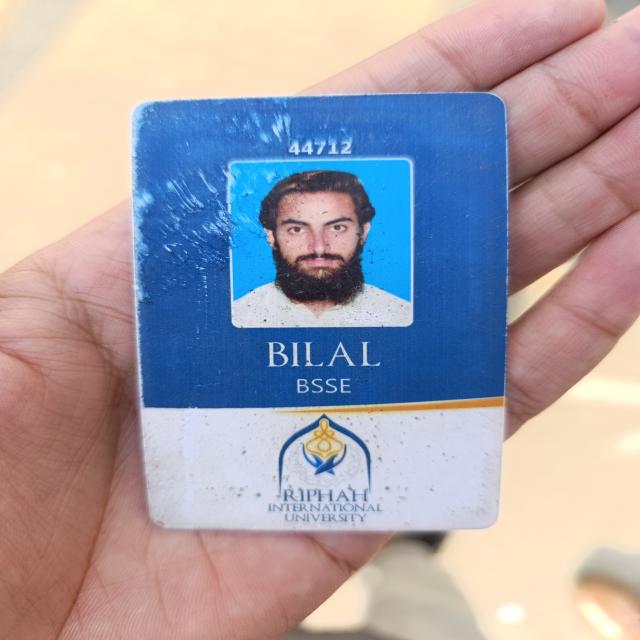 44712
BILAL
BSSE
RIPHAH
INTERNATIONAL
UNIVERSITY